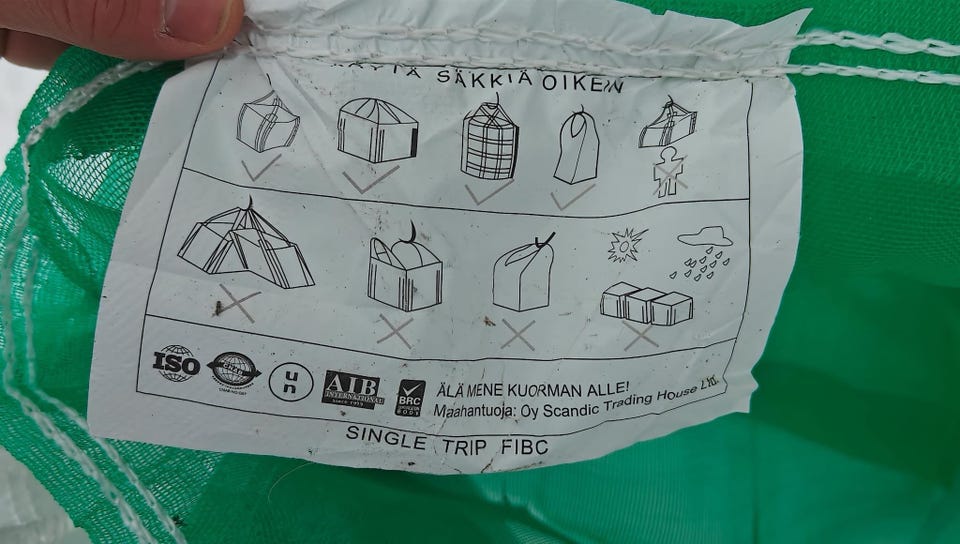 SÄKKIÄ OIKEIN
ISO
un
AIB
INTERNATIONAL
since 1919
BRC
ÄLÄ MENE KUORMAN ALLE!
Maahantuoja: Oy Scandic Trading House Ltd.
SINGLE TRIP FIBC